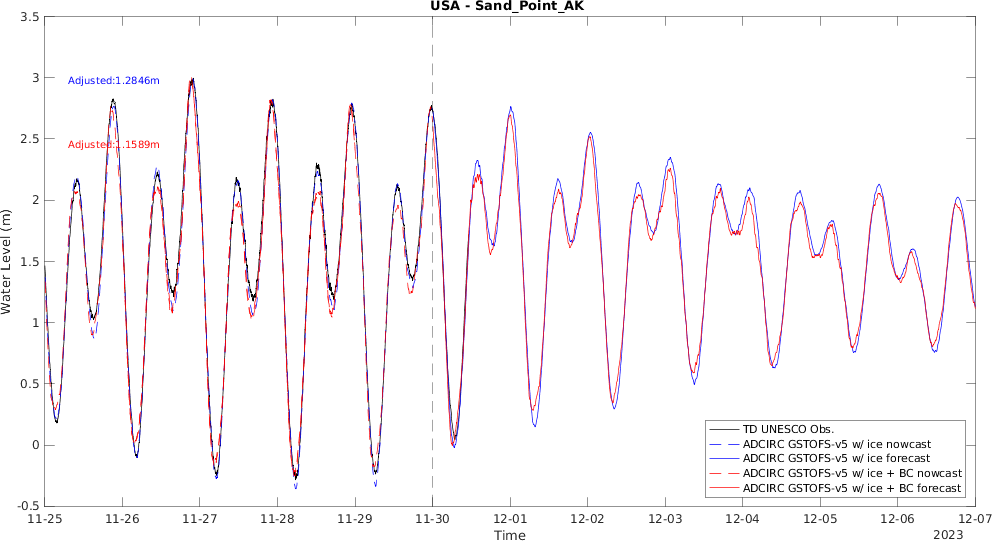 USA - Sand_Point_AK
Adjusted:1.2846m
Adjusted:1.1589m
Water Level (m)
3.5
3
2.5
2
1.5
1
0.5
0
-0.5
TD UNESCO Obs.
ADCIRC GSTOFS-v5 w/ ice nowcast
ADCIRC GSTOFS-v5 w/ ice forecast
ADCIRC GSTOFS-v5 w/ ice + BC nowcast
ADCIRC GSTOFS-v5 w/ ice + BC forecast
11-25 11-26 11-27 11-28 11-29 11-30 12-01 12-02 12-03 12-04 12-05 12-06 12-07
Time
2023